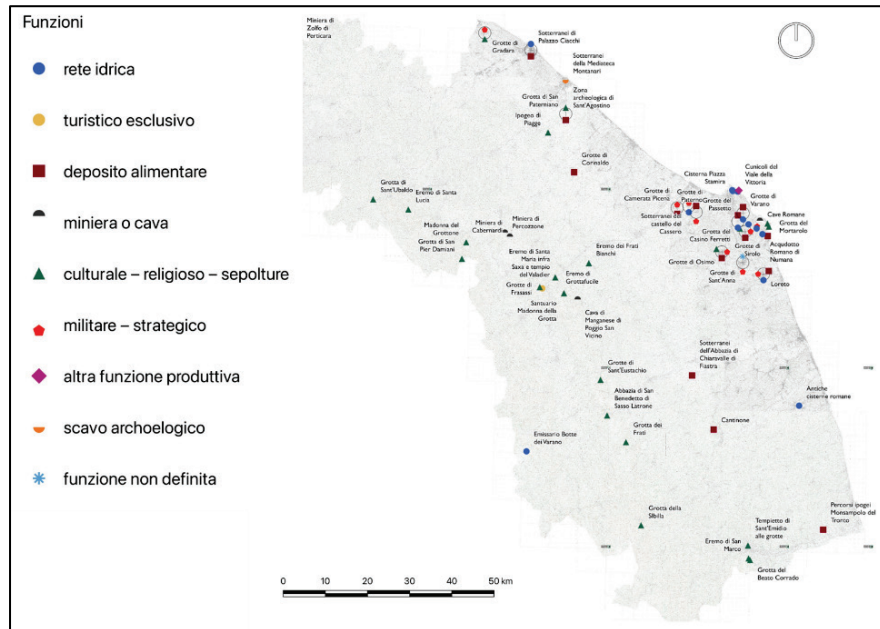 Funzioni
rete idrica
turistico esclusivo
deposito alimentare
miniera o cava
culturale – religioso – sepolture
militare – strategico
altra funzione produttiva
scavo archoelogico
funzione non definita
Miniera di
Zolfo di
Perticara
Grotte di
Gradara
Sotterranei di
Palazzo Ciacchi
Sotterranei
della Mediateca
Montanari
Grotta di San
Paterniano
Zona
archeologica di
Sant'Agostino
Ipogeo di
Piagge
Grotte di
Corinaldo
Grotta di
Sant'Ubaldo
Eremo di Santa
Lucia
Madonna del
Grottone
Grotta di San
Pier Damiani
Miniera di
Cabernardi
Miniera di
Percozzone
Cisterna Piazza
Stamira
Cunicoli del
Viale della
Vittoria
Grotte di
Camerata Picena
Grotte di
Paterno
Grotte del
Passetto
Grotte di
Varano
Cave Romane
Grotta del
Mortarolo
Sotterranei del
castello del
Cassero
Grotta del
Casino Ferretti
Grotte di
Sirolo
Acquedotto
Romano di
Numana
Grotte di Osimo
Grotte di
Sant'Anna
Loreto
Eremo di Santa
Maria infra
Saxa e tempio
del Valadier
Eremo dei Frati
Bianchi
Eremo di
Grottafucile
Grotte di
Frasassi
Santuario
Madonna della
Grotta
Cava di
Manganese di
Poggio San
Vicino
Sotterranei
dell'Abbazia di
Chiaravalle di
Fiastra
Grotte di
Sant'Eustachio
Abbazia di San
Benedetto di
Sasso Latrone
Antiche
cisterne romane
Cantinone
Grotta dei
Frati
Emissario Botte
dei Varano
Grotta della
Sibilla
Tempietto di
Sant'Emidio
alle grotte
Percorsi ipogei
Monsampolo del
Tronto
Eremo di San
Marco
Grotta del
Beato Corrado
0 10 20 30 40 50 km